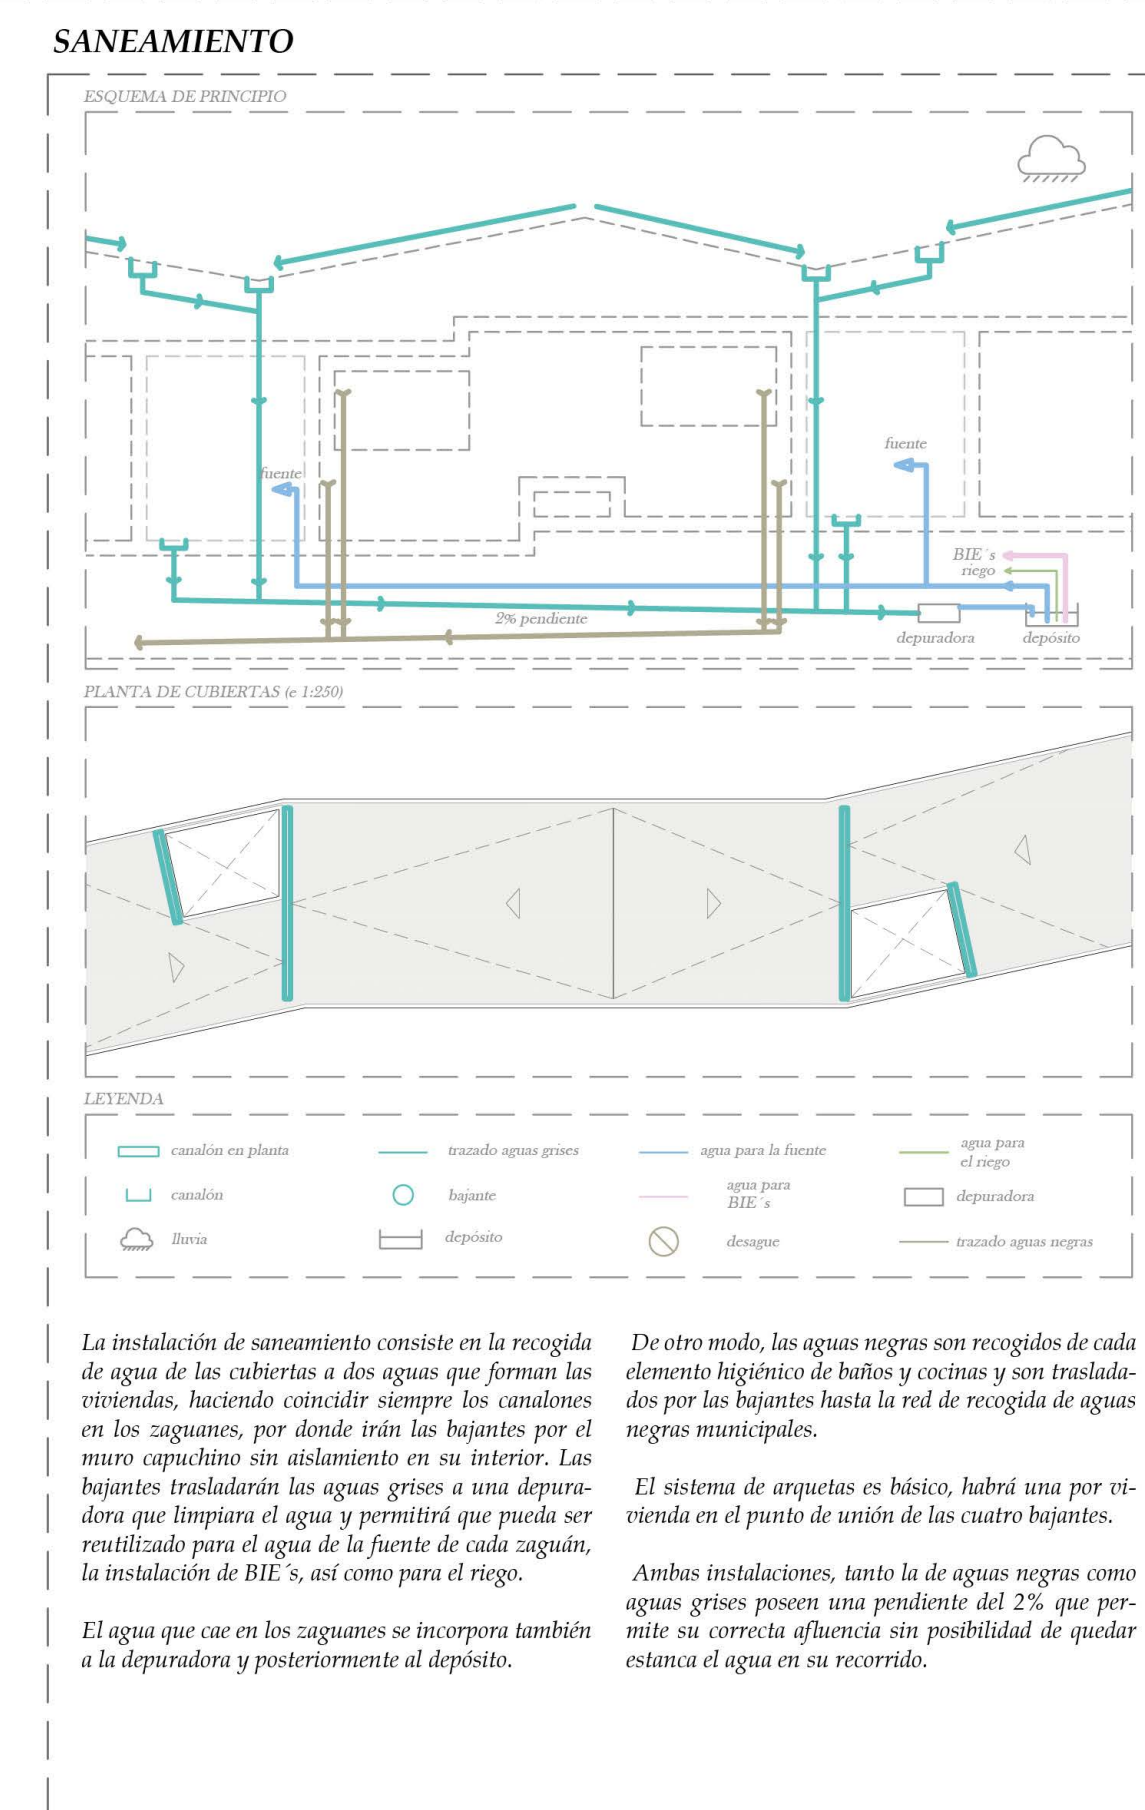 SANEAMIENTO
ESQUEMA DE PRINCIPIO
fuente
fuente
BIE´s
riego
2% pendiente
depuradora
depósito
PLANTA DE CUBIERTAS (e 1:250)
LEYENDA
canalón en planta
trazado aguas grises
agua para la fuente
agua para
el riego
canalón
bajante
agua para
BIE´s
depuradora
lluvia
depósito
desague
trazado aguas negras
La instalación de saneamiento consiste en la recogida
de agua de las cubiertas a dos aguas que forman las
viviendas, haciendo coincidir siempre los canalones
en los zaguanes, por donde irán las bajantes por el
muro capuchino sin aislamiento en su interior. Las
bajantes trasladarán las aguas grises a una depura-
dora que limpiara el agua y permitirá que pueda ser
reutilizado para el agua de la fuente de cada zaguán,
la instalación de BIE´s, así como para el riego.
El agua que cae en los zaguanes se incorpora también
a la depuradora y posteriormente al depósito.
De otro modo, las aguas negras son recogidos de cada
elemento higiénico de baños y cocinas y son traslada-
dos por las bajantes hasta la red de recogida de aguas
negras municipales.
El sistema de arquetas es básico, habrá una por vi-
vienda en el punto de unión de las cuatro bajantes.
Ambas instalaciones, tanto la de aguas negras como
aguas grises poseen una pendiente del 2% que per-
mite su correcta afluencia sin posibilidad de quedar
estanca el agua en su recorrido.